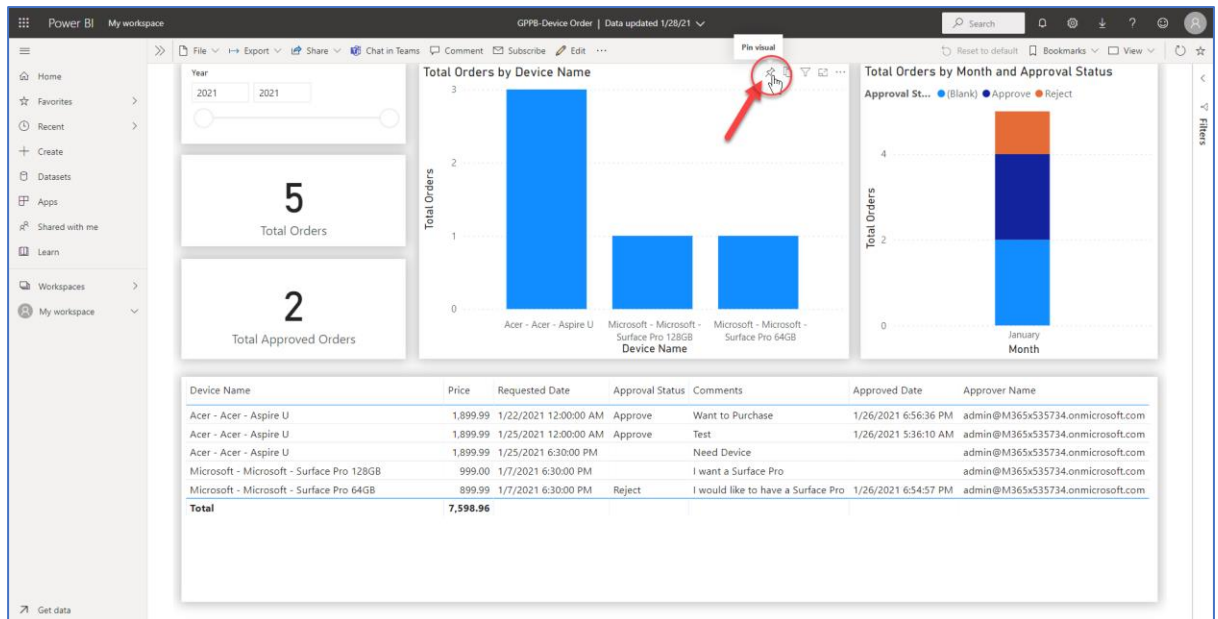 Power BI My workspace
GPPB-Device Order | Data updated 1/28/21
Search
?
File Export Share Chat in Teams Comment Subscribe Edit ...
Pin visual
Reset to default Bookmarks View
Home
Favorites
Recent
Create
Datasets
Apps
Shared with me
Learn
Workspaces
My workspace
Get data
Year
2021 2021
5
Total Orders
2
Total Approved Orders
Total Orders by Device Name
Total Orders
3
2
1
0
Acer - Acer - Aspire U
Microsoft - Microsoft -
Surface Pro 128GB
Microsoft - Microsoft -
Surface Pro 64GB
Device Name
Total Orders by Month and Approval Status
Approval St... (Blank) Approve Reject
Total Orders
4
2
0
January
Month
Filters
Device Name Price Requested Date Approval Status Comments Approved Date Approver Name
Acer - Acer - Aspire U 1,899.99 1/22/2021 12:00:00 AM Approve Want to Purchase 1/26/2021 6:56:36 PM admin@M365x535734.onmicrosoft.com
Acer - Acer - Aspire U 1,899.99 1/25/2021 12:00:00 AM Approve Test 1/26/2021 5:36:10 AM admin@M365x535734.onmicrosoft.com
Acer - Acer - Aspire U 1,899.99 1/25/2021 6:30:00 PM Need Device admin@M365x535734.onmicrosoft.com
Microsoft - Microsoft - Surface Pro 128GB 999.00 1/7/2021 6:30:00 PM I want a Surface Pro admin@M365x535734.onmicrosoft.com
Microsoft - Microsoft - Surface Pro 64GB 899.99 1/7/2021 6:30:00 PM Reject I would like to have a Surface Pro 1/26/2021 6:54:57 PM admin@M365x535734.onmicrosoft.com
Total 7,598.96